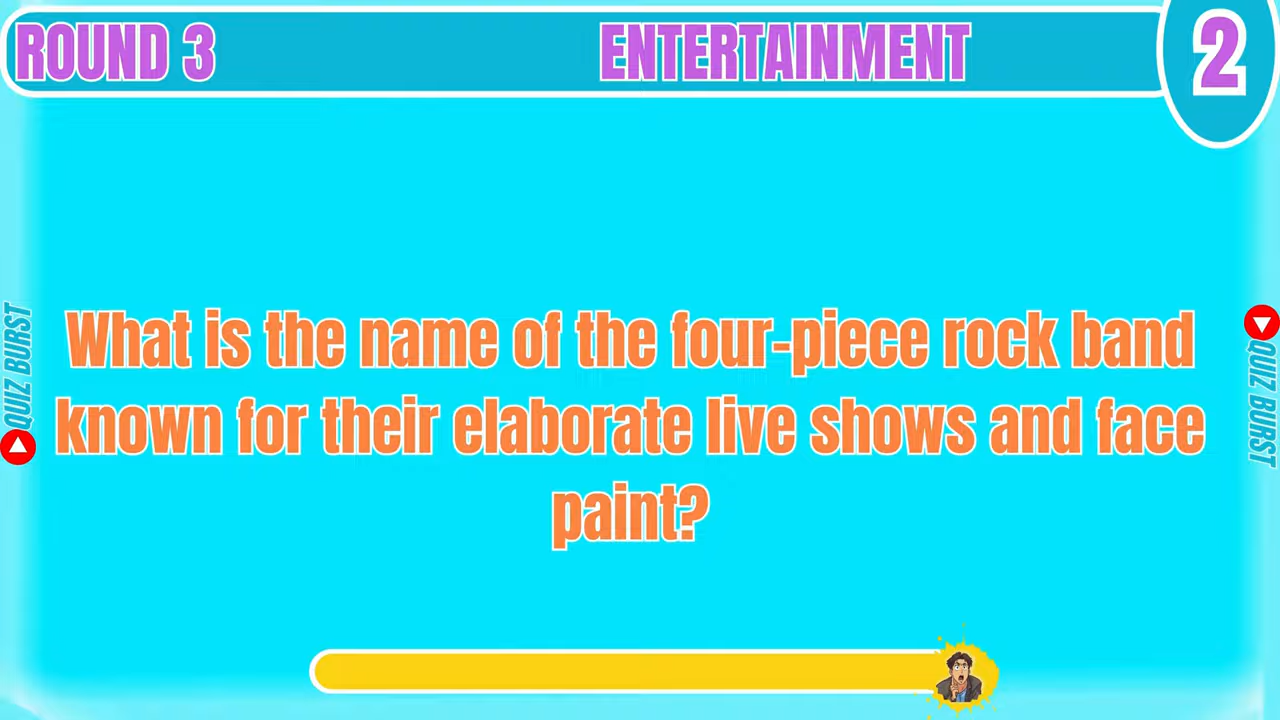 ROUND 3
ENTERTAINMENT
2
What is the name of the four-piece rock band
known for their elaborate live shows and face
paint?
QUIZ BURST
QUIZ BURST